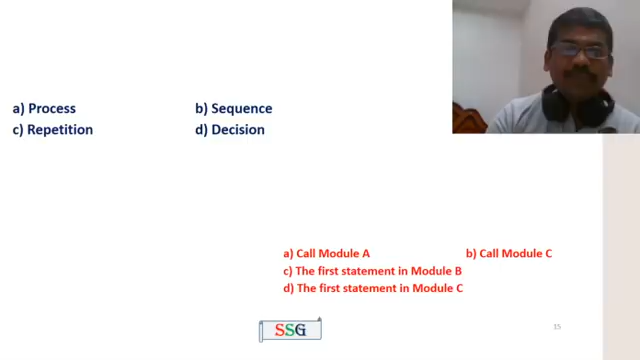 a) Process b) Sequence
c) Repetition d) Decision
a) Call Module A b) Call Module C
c) The first statement in Module B
d) The first statement in Module C
SSG
15